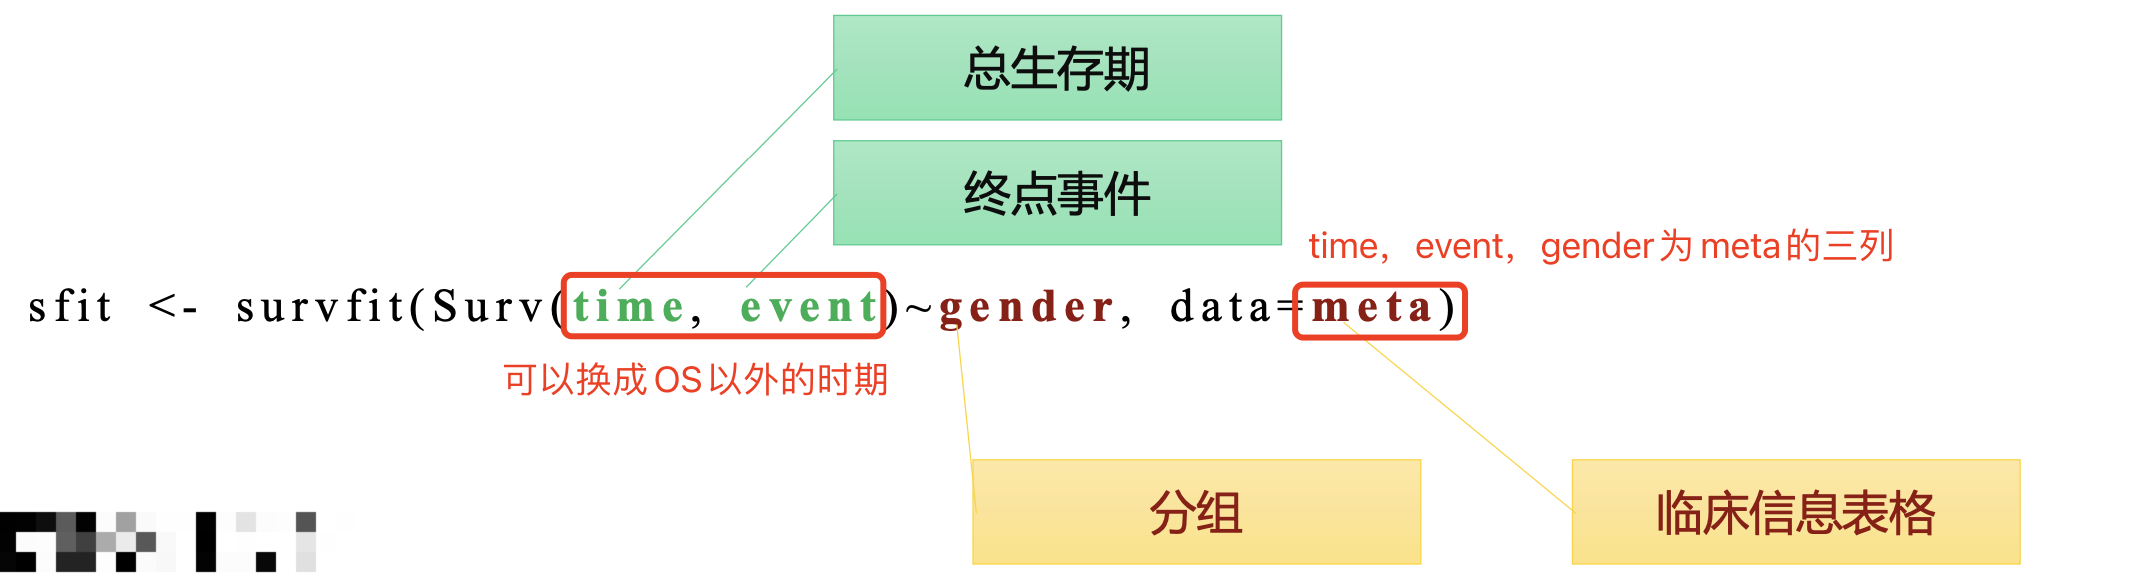 总生存期
终点事件
time，event，gender为meta的三列
sfit <- survfit(Surv(time, event)~gender, data=meta)
可以换成OS以外的时期
分组
临床信息表格